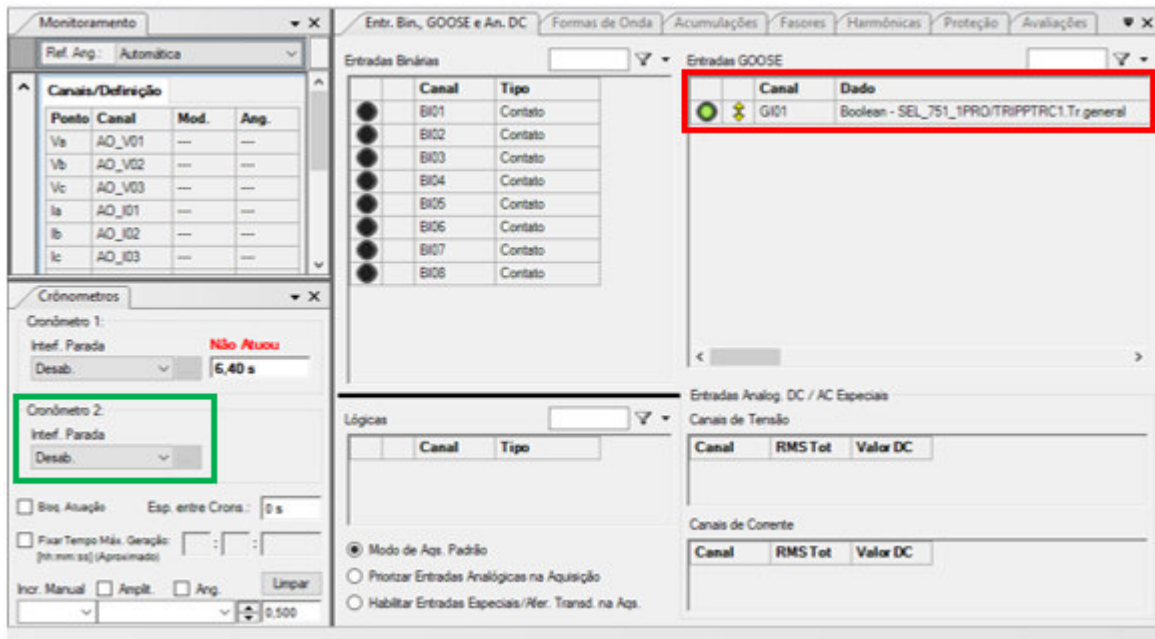 Monitoramento
Ref. Ang.: Automática
Canais/Definição
Ponto Canal Mod. Ang.
Va AO_V01 --- ---
Vb AO_V02 --- ---
Vc AO_V03 --- ---
Ia AO_I01 --- ---
Ib AO_I02 --- ---
Ic AO_I03 --- ---
Crônometros
Cronômetro 1:
Interf. Parada Não Atuou
Desab. 6,40 s
Cronômetro 2:
Interf. Parada
Desab.
Bloq. Atuação Esp. entre Crons.: 0 s
Fixar Tempo Máx. Geração: : :
[hh:mm:ss] (Aproximado)
Incr. Manual Amplit. Ang. Limpar
0,500
Entr. Bin., GOOSE e An. DC Formas de Onda Acumulações Fasores Harmônicas Proteção Avaliações
Entradas Binárias
Canal Tipo
BI01 Contato
BI02 Contato
BI03 Contato
BI04 Contato
BI05 Contato
BI06 Contato
BI07 Contato
BI08 Contato
Entradas GOOSE
Canal Dado
GI01 Boolean - SEL_751_1PRO/TRIPPTRC1.Tr.general
Lógicas
Canal Tipo
Modo de Aqs. Padrão
Priorizar Entradas Analógicas na Aquisição
Habilitar Entradas Especiais/Afer. Transd. na Aqs.
Entradas Analog. DC / AC Especiais
Canais de Tensão
Canal RMS Tot Valor DC
Canais de Corrente
Canal RMS Tot Valor DC